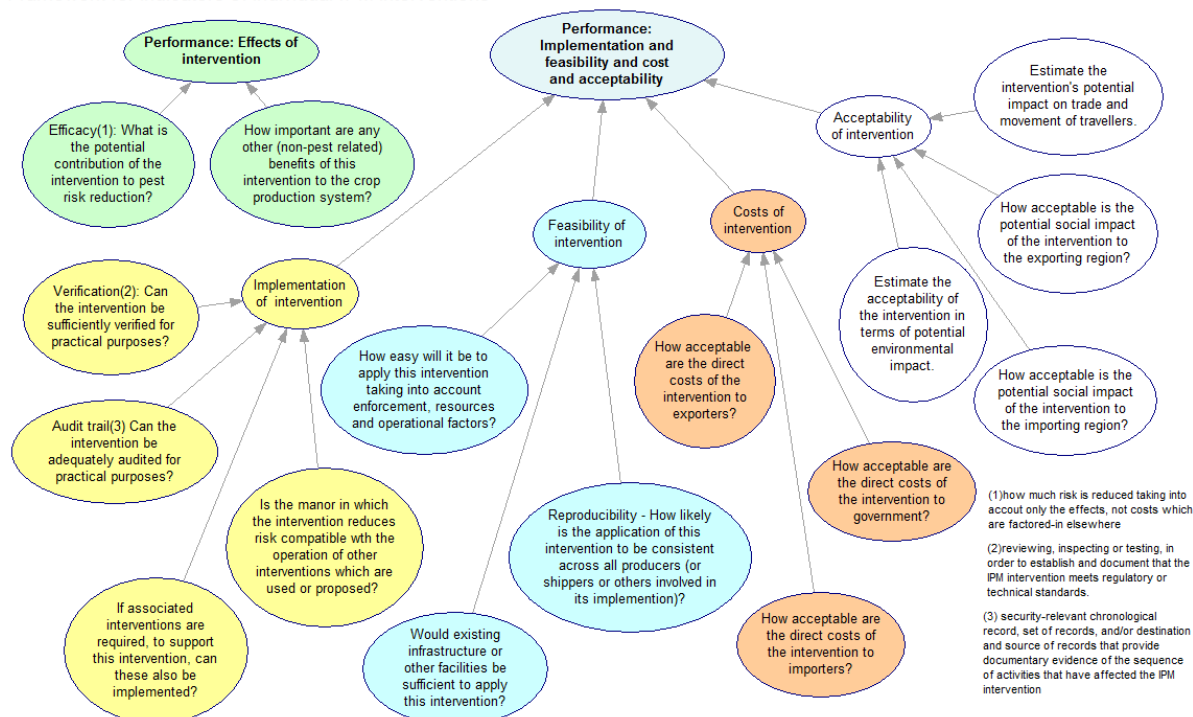 Performance: Effects of
intervention
Performance:
Implementation and
feasibility and cost
and acceptability
Estimate the
intervention's potential
impact on trade and
movement of travellers.
Efficacy(1): What is
the potential
contribution of the
intervention to pest
risk reduction?
How important are any
other (non-pest related)
benefits of this
intervention to the crop
production system?
Acceptability
of intervention
Feasibility of
intervention
Costs of
intervention
How acceptable is the
potential social impact
of the intervention to
the exporting region?
Verification(2): Can
the intervention be
sufficiently verified for
practical purposes?
Implementation
of intervention
Estimate the
acceptability of
the intervention in
terms of potential
environmental
impact.
How easy will it be to
apply this intervention
taking into account
enforcement, resources
and operational factors?
How acceptable
are the direct
costs of the
intervention to
exporters?
How acceptable is the
potential social impact
of the intervention to
the importing region?
Audit trail(3) Can the
intervention be
adequately audited for
practical purposes?
Is the manor in which
the intervention reduces
risk compatible wth the
operation of other
interventions which are
used or proposed?
Reproducibility - How likely
is the application of this
intervention to be consistent
across all producers (or
shippers or others involved in
its implemention)?
How acceptable are
the direct costs of
the intervention to
government?
If associated
interventions are
required, to support
this intervention, can
these also be
implemented?
Would existing
infrastructure or
other facilities be
sufficient to apply
this intervention?
How acceptable are
the direct costs of
the intervention to
importers?
(1)how much risk is reduced taking into
accout only the effects, not costs which
are factored-in elsewhere
(2)reviewing, inspecting or testing, in
order to establish and document that the
IPM intervention meets regulatory or
technical standards.
(3) security-relevant chronological
record, set of records, and/or destination
and source of records that provide
documentary evidence of the sequence
of activities that have affected the IPM
intervention